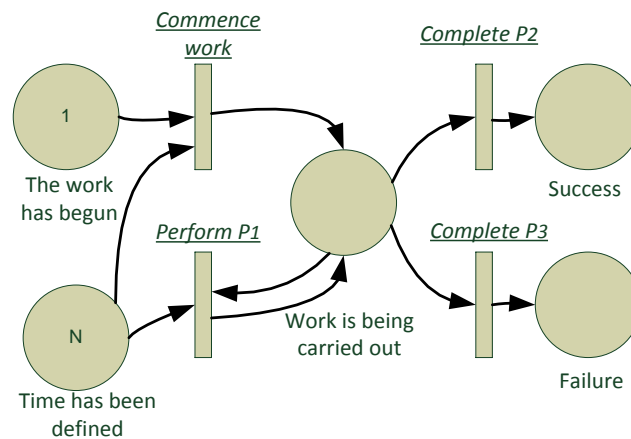 Commence
work
Complete P2
1
The work
has begun
Success
Perform P1
Complete P3
N
Work is being
carried out
Time has been
defined
Failure